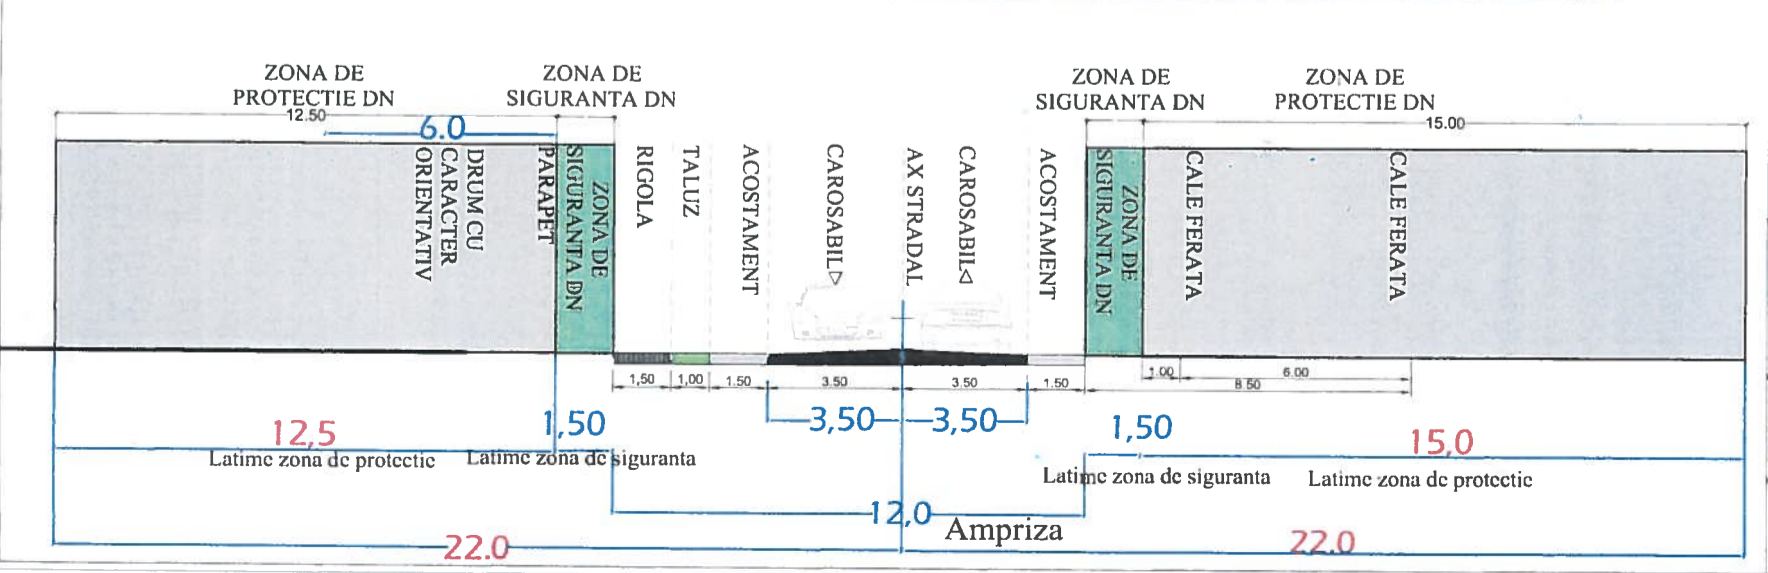 ZONA DE
PROTECTIE DN
ZONA DE
SIGURANTA DN
ZONA DE
SIGURANTA DN
ZONA DE
PROTECTIE DN
12.50
6.0
15.00
DRUM CU
CARACTER
ORIENTATIV
PARAPET
ZONA DE
SIGURANTA DN
RIGOLA
TALUZ
ACOSTAMENT
CAROSABIL
AX STRADAL
CAROSABIL
ACOSTAMENT
ZONA DE
SIGURANTA DN
CALE FERATA
CALE FERATA
1,50
1,00
1.50
3.50
3.50
1.50
1.00
6.00
8.50
12,5
1,50
3,50
3,50
1,50
15,0
Latime zona de protectie
Latime zona de siguranta
Latime zona de siguranta
Latime zona de protectie
12,0
Ampriza
22.0
22.0